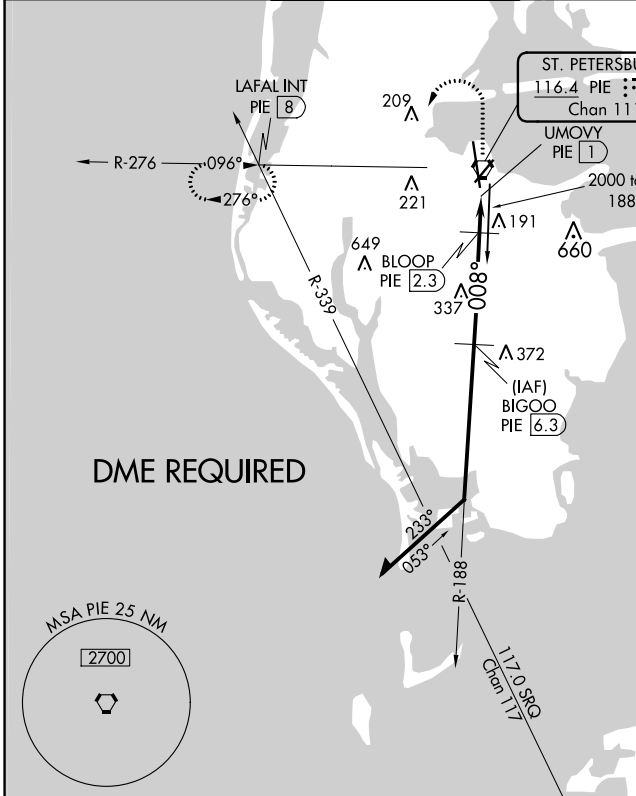 LAFAL INT
PIE 8
209
ST. PETERSBU
116.4 PIE
Chan 111
UMOVY
PIE 1
R-276
096°
276°
221
2000 to
188
191
660
649
BLOOP
PIE 2.3
R-339
337
008°
372
(IAF)
BIGOO
PIE 6.3
DME REQUIRED
233°
053°
R-188
MSA PIE 25 NM
2700
117.0 SRQ
Chan 117